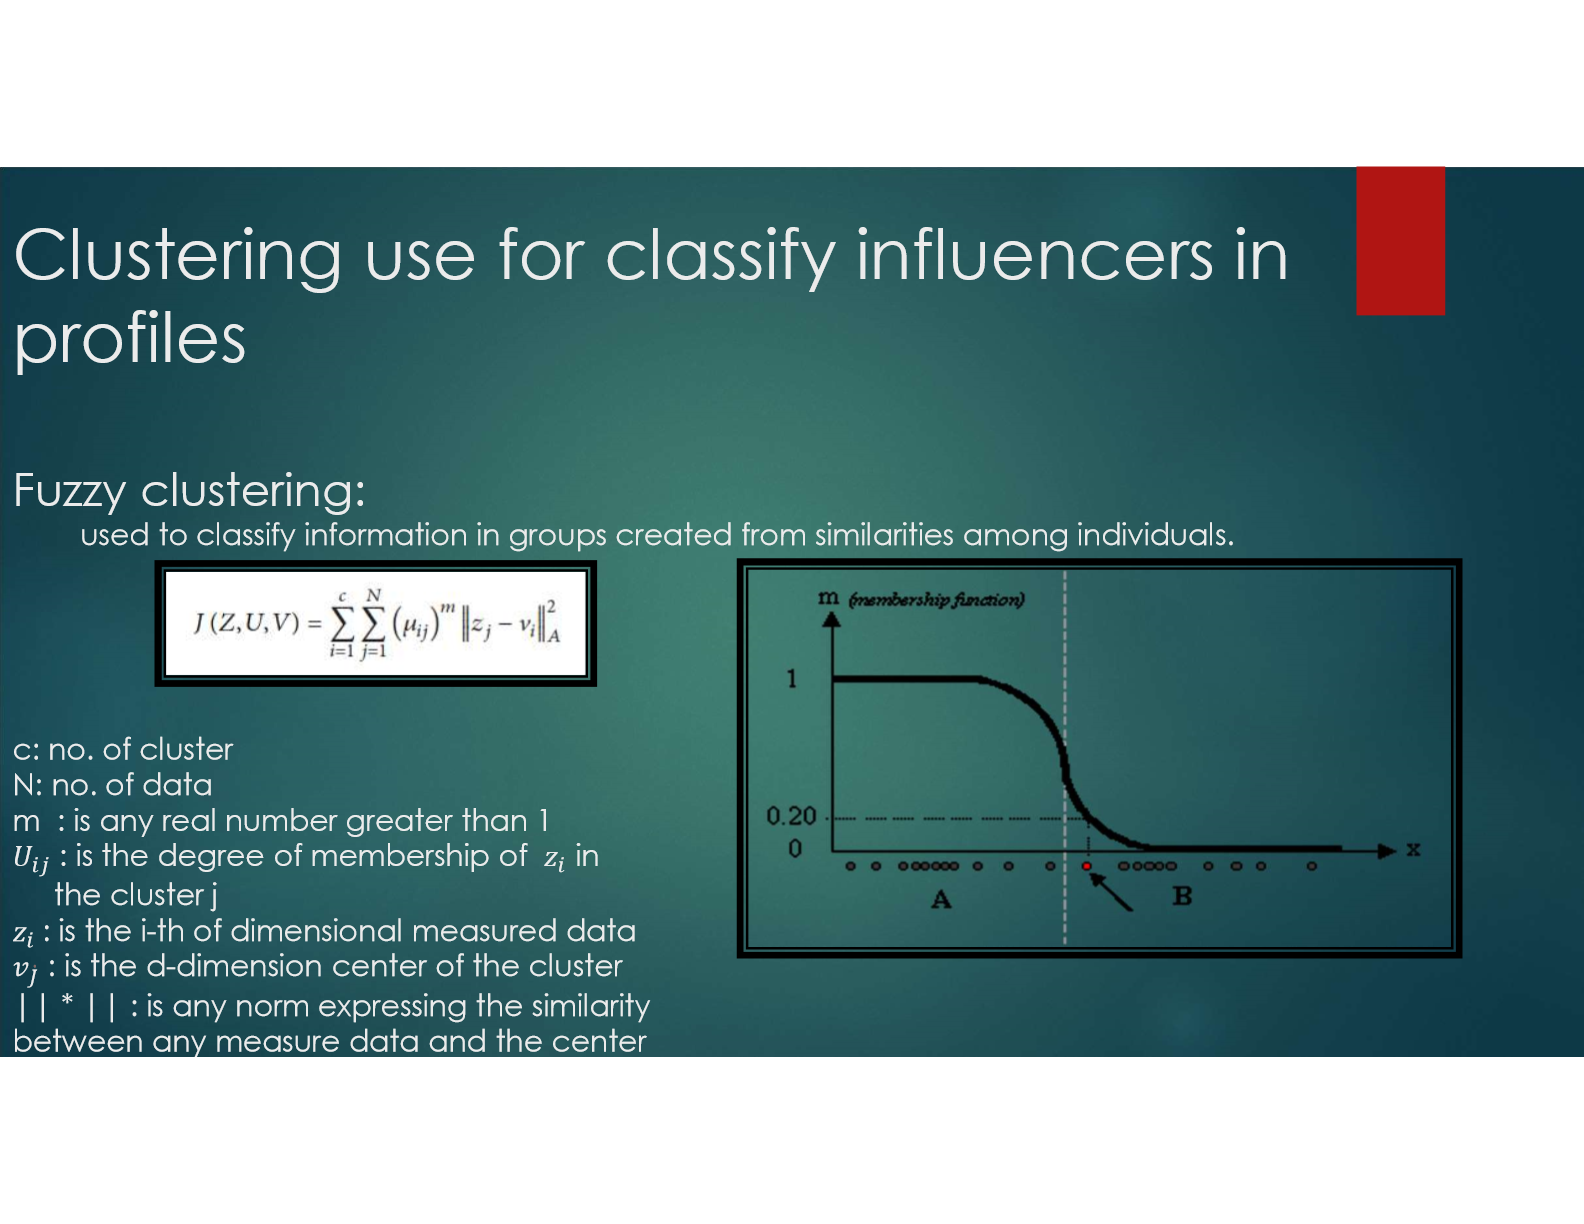 Clustering use for classify influencers in
profiles
Fuzzy clustering:
used to classify information in groups created from similarities among individuals.
J (Z, U, V) = ∑_{i=1}^{c} ∑_{j=1}^{N} (μ_{ij})^m ‖z_j − v_i‖²_A
c: no. of cluster
N: no. of data
m : is any real number greater than 1
U_{ij} : is the degree of membership of z_i in
the cluster j
z_i : is the i-th of dimensional measured data
v_j : is the d-dimension center of the cluster
|| * || : is any norm expressing the similarity
between any measure data and the center
m (membership function)
1
0.20
0
x
A
B